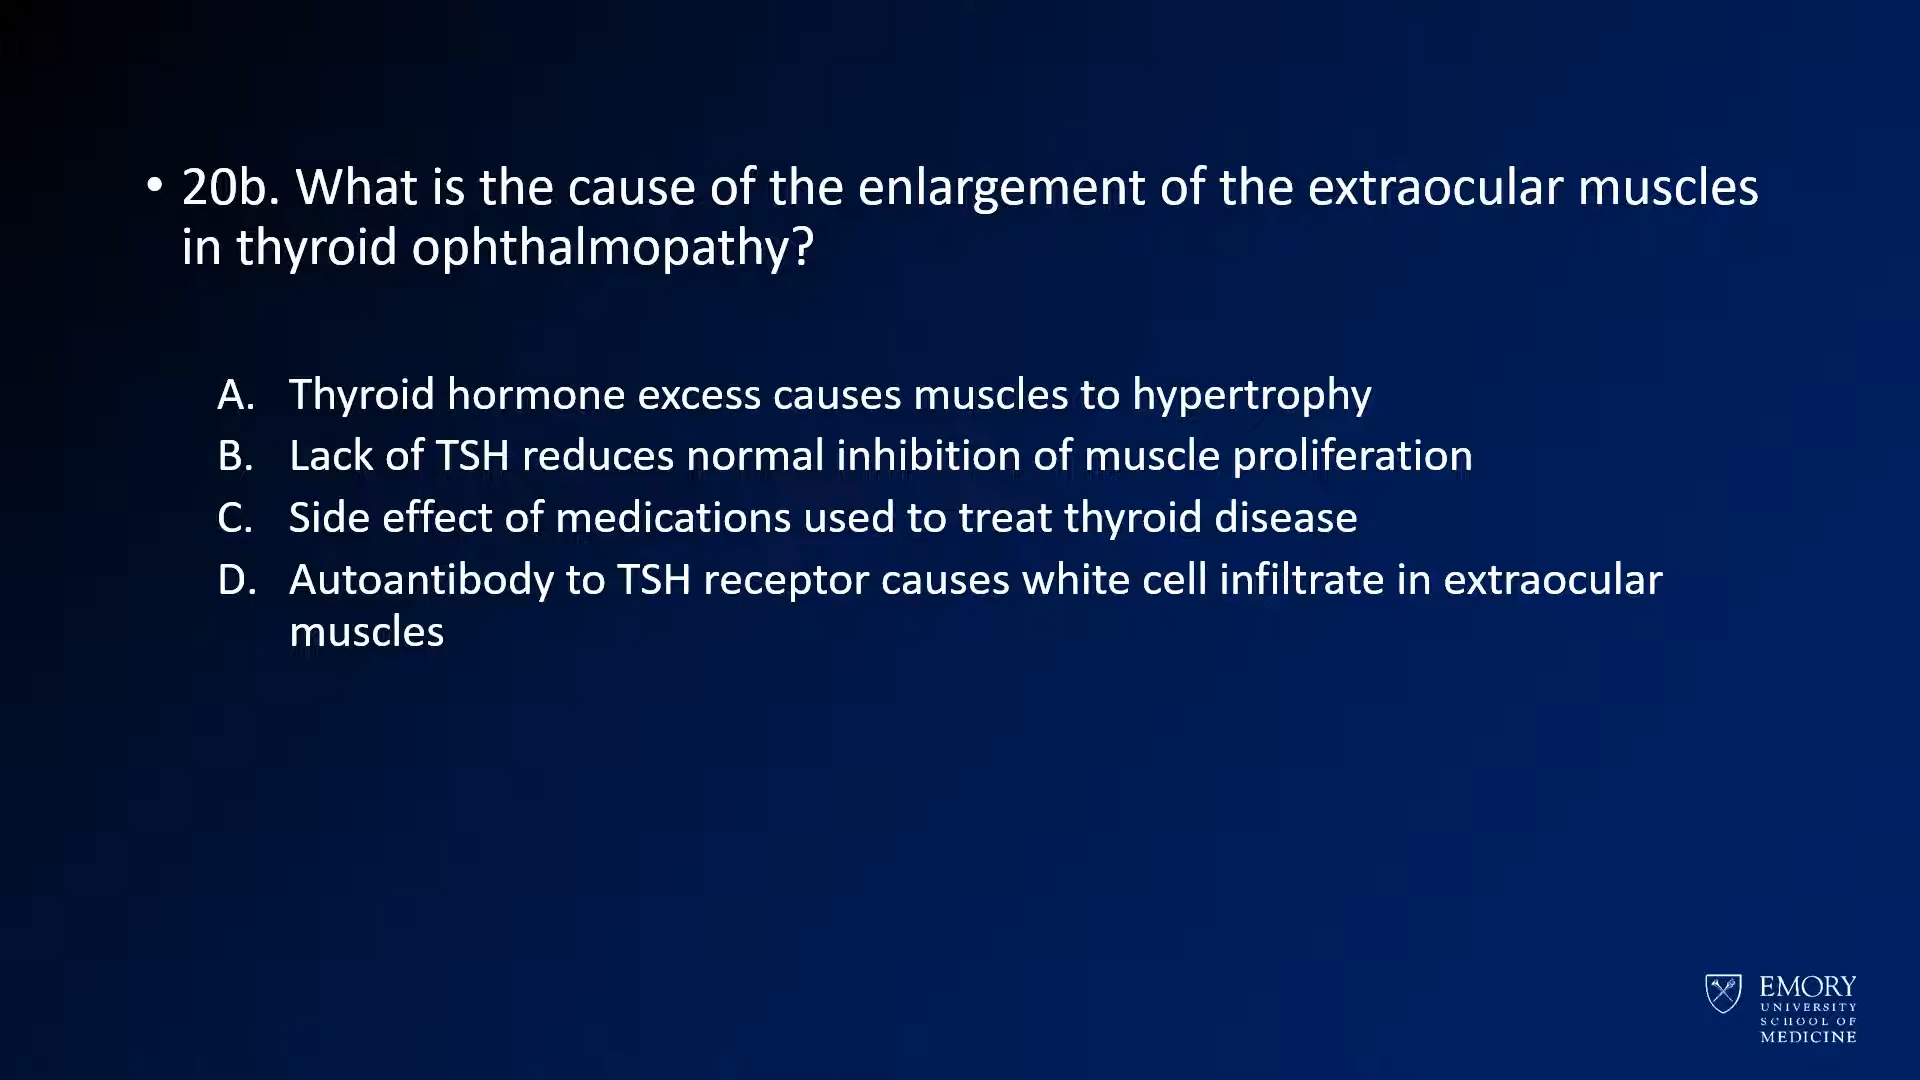 • 20b. What is the cause of the enlargement of the extraocular muscles
in thyroid ophthalmopathy?
A. Thyroid hormone excess causes muscles to hypertrophy
B. Lack of TSH reduces normal inhibition of muscle proliferation
C. Side effect of medications used to treat thyroid disease
D. Autoantibody to TSH receptor causes white cell infiltrate in extraocular
muscles
EMORY
UNIVERSITY
SCHOOL OF
MEDICINE